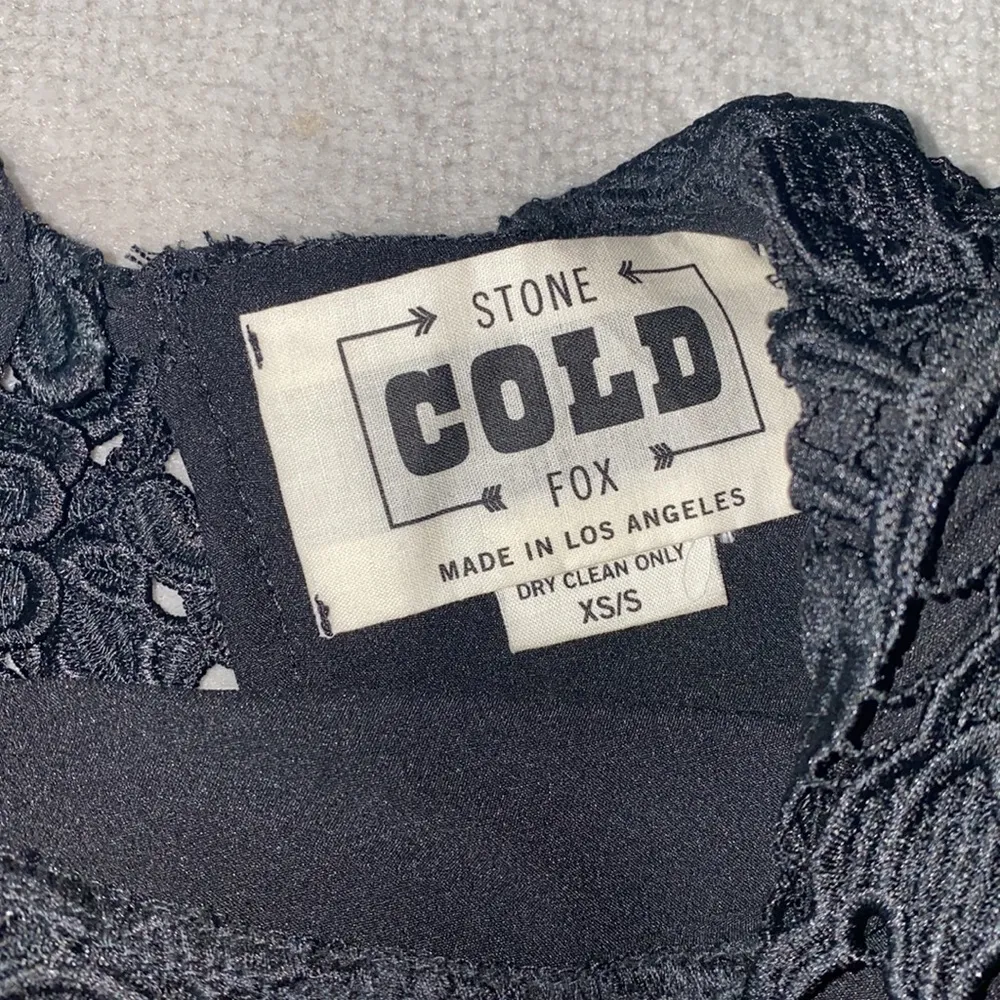 STONE
COLD
FOX
MADE IN LOS ANGELES
DRY CLEAN ONLY
XS/S